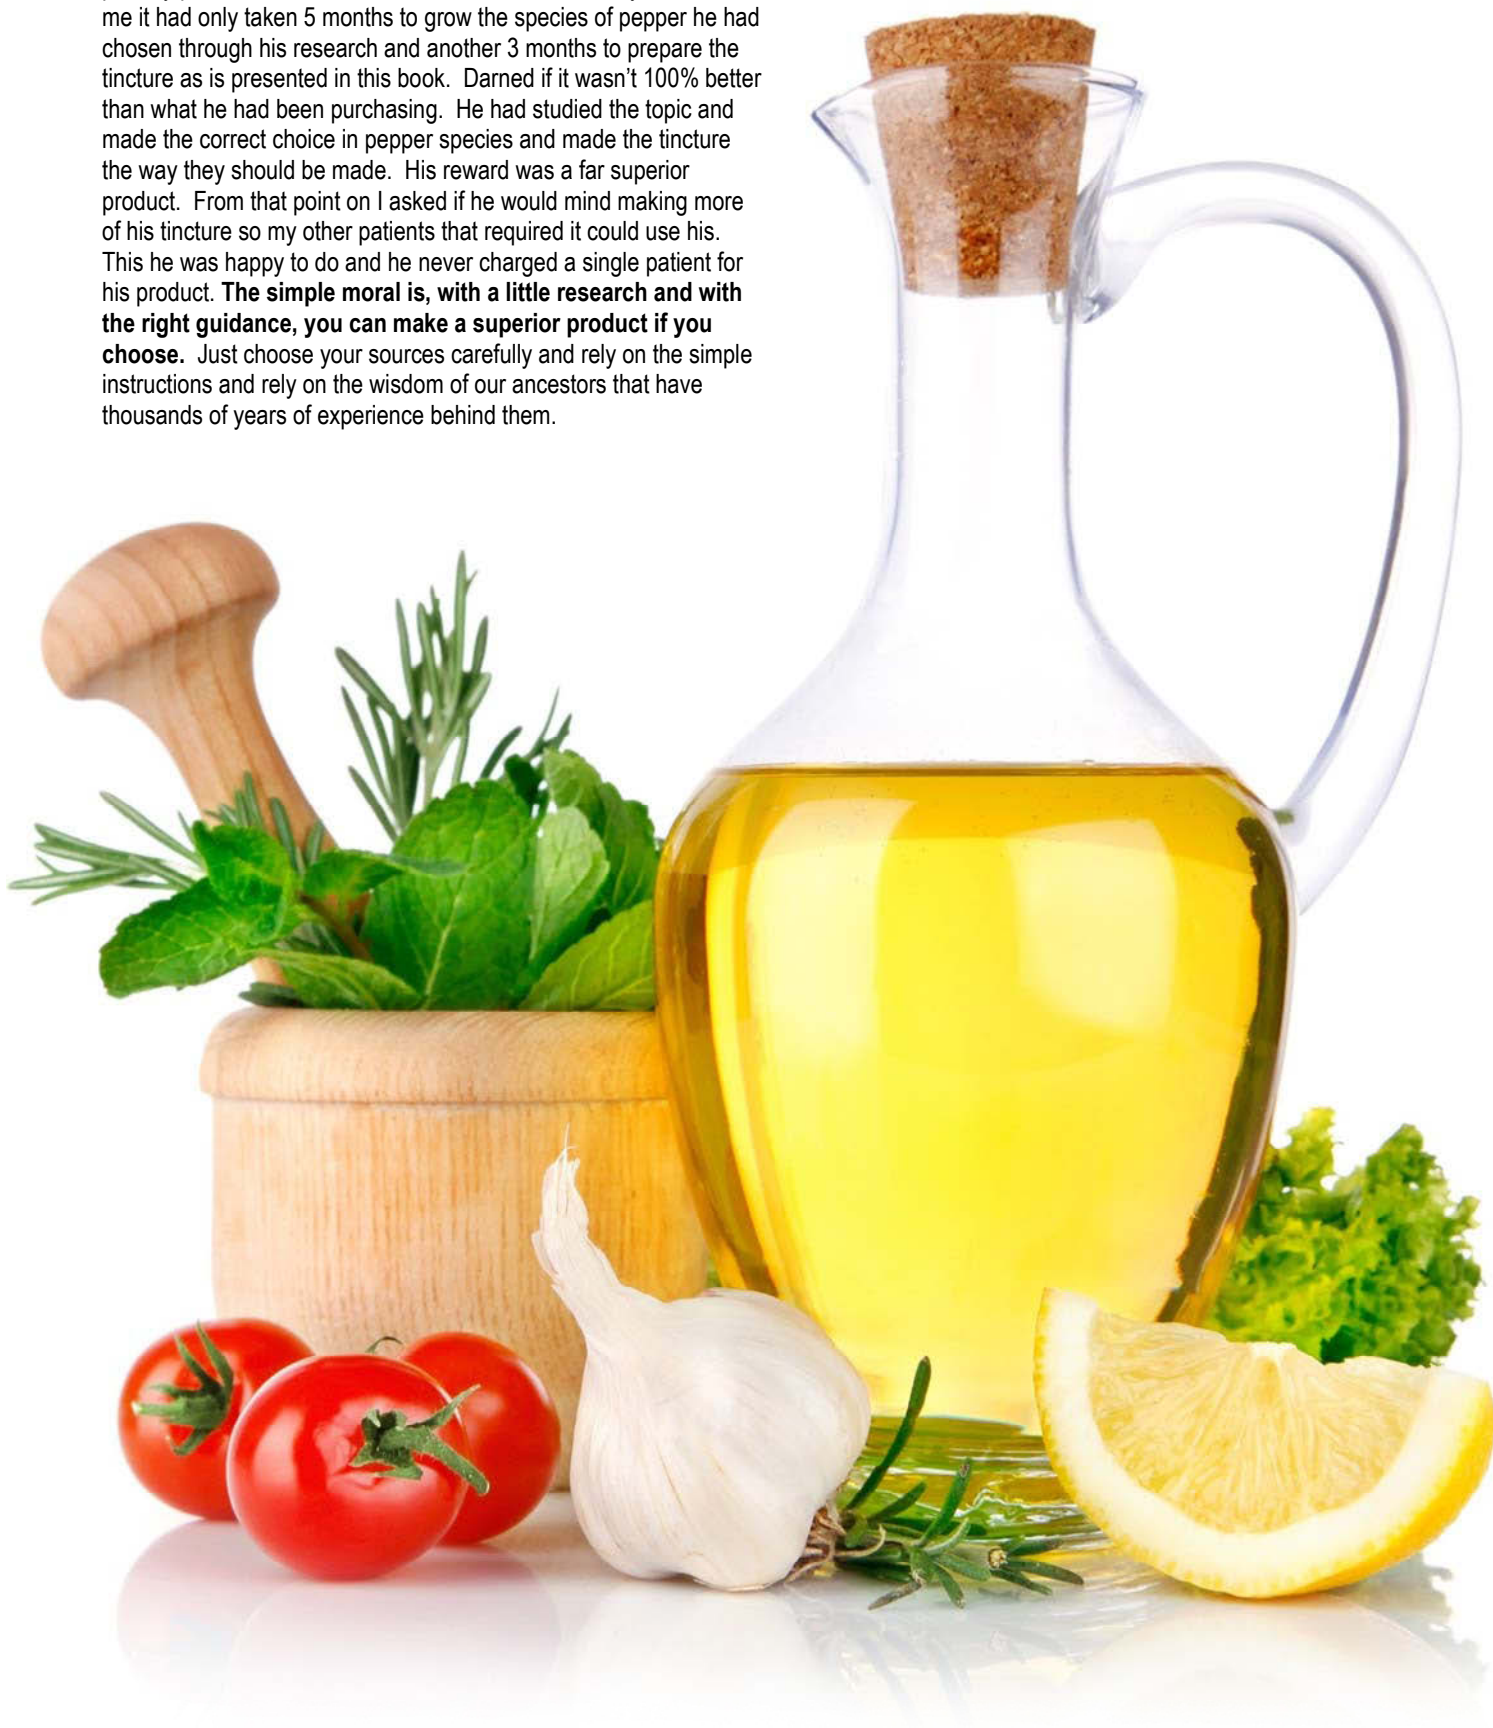 me it had only taken 5 months to grow the species of pepper he had
chosen through his research and another 3 months to prepare the
tincture as is presented in this book.  Darned if it wasn’t 100% better
than what he had been purchasing.  He had studied the topic and
made the correct choice in pepper species and made the tincture
the way they should be made.  His reward was a far superior
product.  From that point on I asked if he would mind making more
of his tincture so my other patients that required it could use his.
This he was happy to do and he never charged a single patient for
his product. The simple moral is, with a little research and with
the right guidance, you can make a superior product if you
choose.  Just choose your sources carefully and rely on the simple
instructions and rely on the wisdom of our ancestors that have
thousands of years of experience behind them.